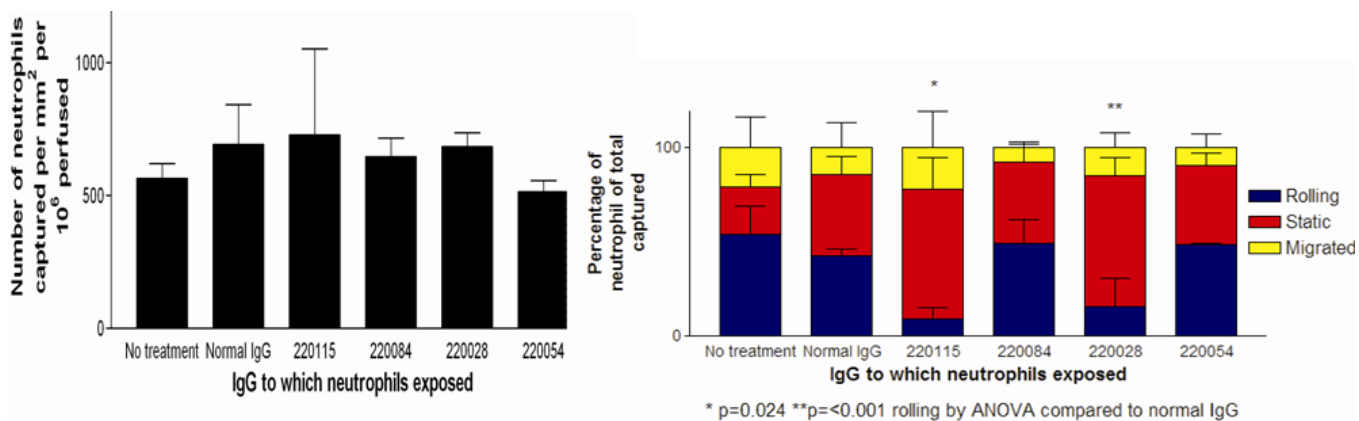 Number of neutrophils
captured per mm² per
10⁶ perfused
1000
500
0
No treatment Normal IgG 220115 220084 220028 220054
IgG to which neutrophils exposed
Percentage of
neutrophil of total
captured
100
0
* **
Rolling
Static
Migrated
No treatment Normal IgG 220115 220084 220028 220054
IgG to which neutrophils exposed
* p=0.024 **p=<0.001 rolling by ANOVA compared to normal IgG